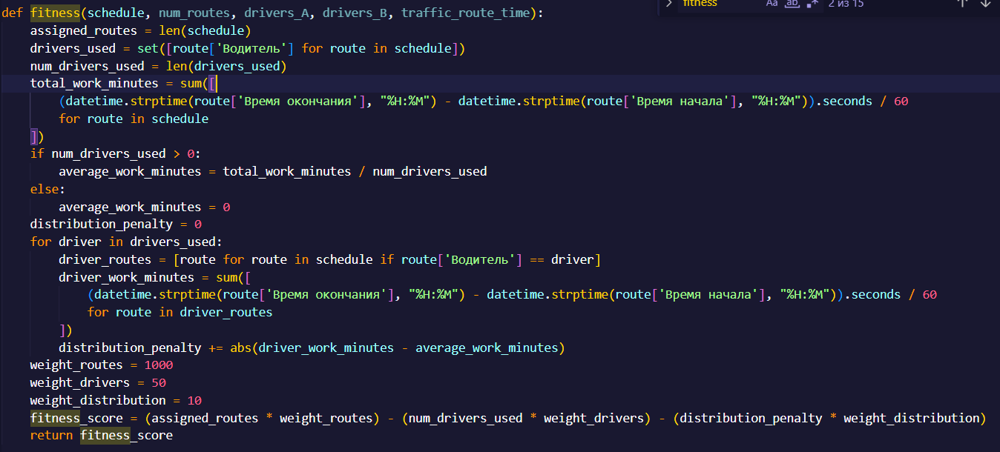 fitness
Aa ab 2 из 15
def fitness(schedule, num_routes, drivers_A, drivers_B, traffic_route_time):
    assigned_routes = len(schedule)
    drivers_used = set([route['Водитель'] for route in schedule])
    num_drivers_used = len(drivers_used)
    total_work_minutes = sum([
        (datetime.strptime(route['Время окончания'], "%H:%M") - datetime.strptime(route['Время начала'], "%H:%M")).seconds / 60
        for route in schedule
    ])
    if num_drivers_used > 0:
        average_work_minutes = total_work_minutes / num_drivers_used
    else:
        average_work_minutes = 0
    distribution_penalty = 0
    for driver in drivers_used:
        driver_routes = [route for route in schedule if route['Водитель'] == driver]
        driver_work_minutes = sum([
            (datetime.strptime(route['Время окончания'], "%H:%M") - datetime.strptime(route['Время начала'], "%H:%M")).seconds / 60
            for route in driver_routes
        ])
        distribution_penalty += abs(driver_work_minutes - average_work_minutes)
    weight_routes = 1000
    weight_drivers = 50
    weight_distribution = 10
    fitness_score = (assigned_routes * weight_routes) - (num_drivers_used * weight_drivers) - (distribution_penalty * weight_distribution)
    return fitness_score